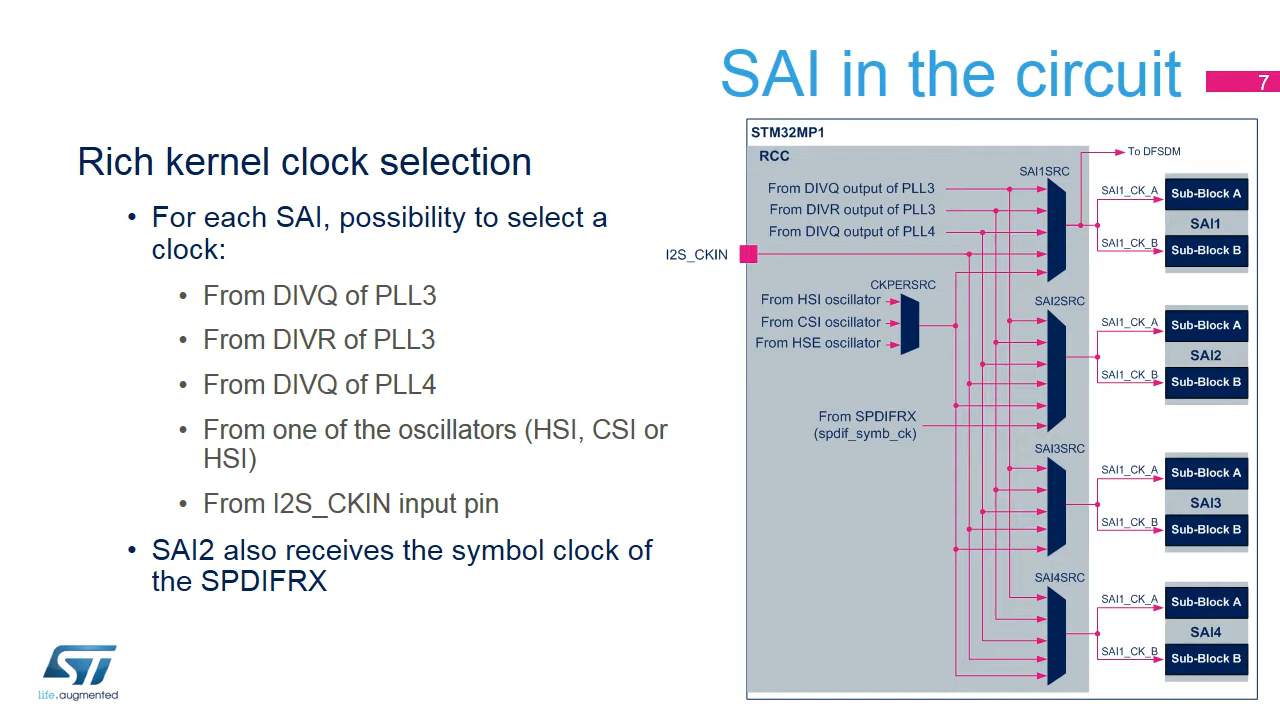 SAI in the circuit
7
Rich kernel clock selection
• For each SAI, possibility to select a
clock:
• From DIVQ of PLL3
• From DIVR of PLL3
• From DIVQ of PLL4
• From one of the oscillators (HSI, CSI or
HSI)
• From I2S_CKIN input pin
• SAI2 also receives the symbol clock of
the SPDIFRX
STM32MP1
RCC
To DFSDM
SAI1SRC
From DIVQ output of PLL3
From DIVR output of PLL3
From DIVQ output of PLL4
I2S_CKIN
CKPERSRC
From HSI oscillator
From CSI oscillator
From HSE oscillator
From SPDIFRX
(spdif_symb_ck)
SAI1_CK_A
Sub-Block A
SAI1
SAI1_CK_B
Sub-Block B
SAI2SRC
SAI1_CK_A
Sub-Block A
SAI2
SAI1_CK_B
Sub-Block B
SAI3SRC
SAI1_CK_A
Sub-Block A
SAI3
SAI1_CK_B
Sub-Block B
SAI4SRC
SAI1_CK_A
Sub-Block A
SAI4
SAI1_CK_B
Sub-Block B
ST
life.augmented